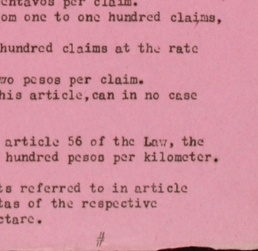 entavos per claim.
om one to one hundred claims,
hundred claims at the rate
wo pesos per claim.
his article,can in no case
article 56 of the Law, the
hundred pesos per kilometer.
ts referred to in article
tas of the respective
ctare.
#